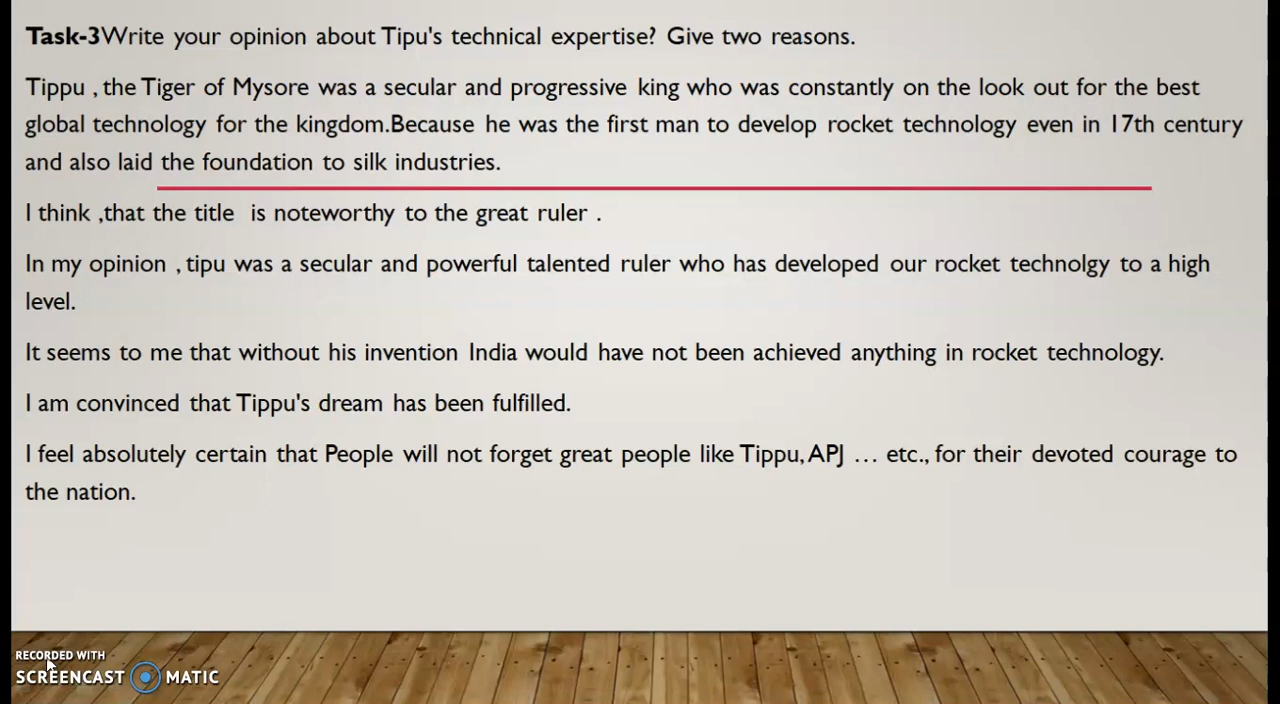 Task-3Write your opinion about Tipu's technical expertise? Give two reasons.
Tippu , the Tiger of Mysore was a secular and progressive king who was constantly on the look out for the best
global technology for the kingdom.Because he was the first man to develop rocket technology even in 17th century
and also laid the foundation to silk industries.
I think ,that the title is noteworthy to the great ruler .
In my opinion , tipu was a secular and powerful talented ruler who has developed our rocket technolgy to a high
level.
It seems to me that without his invention India would have not been achieved anything in rocket technology.
I am convinced that Tippu's dream has been fulfilled.
I feel absolutely certain that People will not forget great people like Tippu, APJ … etc., for their devoted courage to
the nation.
RECORDED WITH
SCREENCAST MATIC